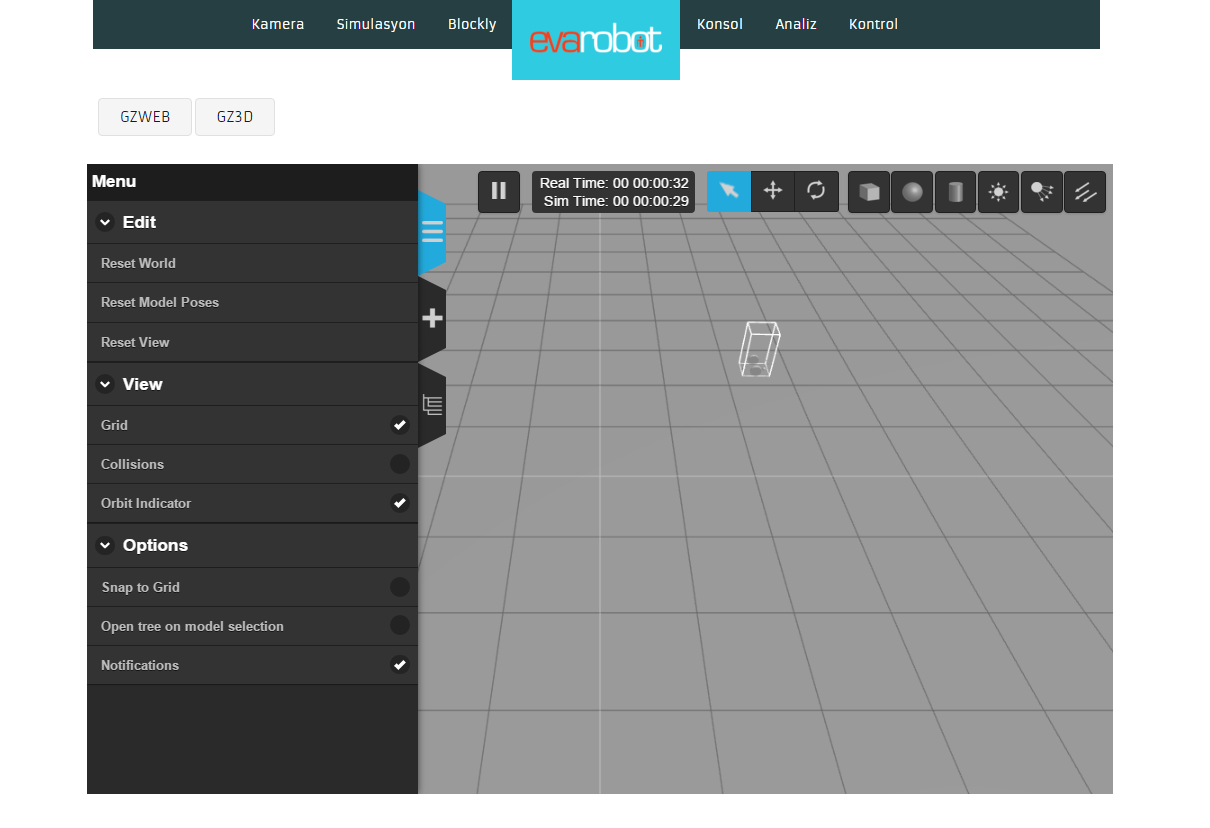 Kamera Simulasyon Blockly evarobot Konsol Analiz Kontrol
GZWEB GZ3D
Menu
Real Time: 00 00:00:32
Sim Time: 00 00:00:29
Edit
Reset World
Reset Model Poses
Reset View
View
Grid
Collisions
Orbit Indicator
Options
Snap to Grid
Open tree on model selection
Notifications